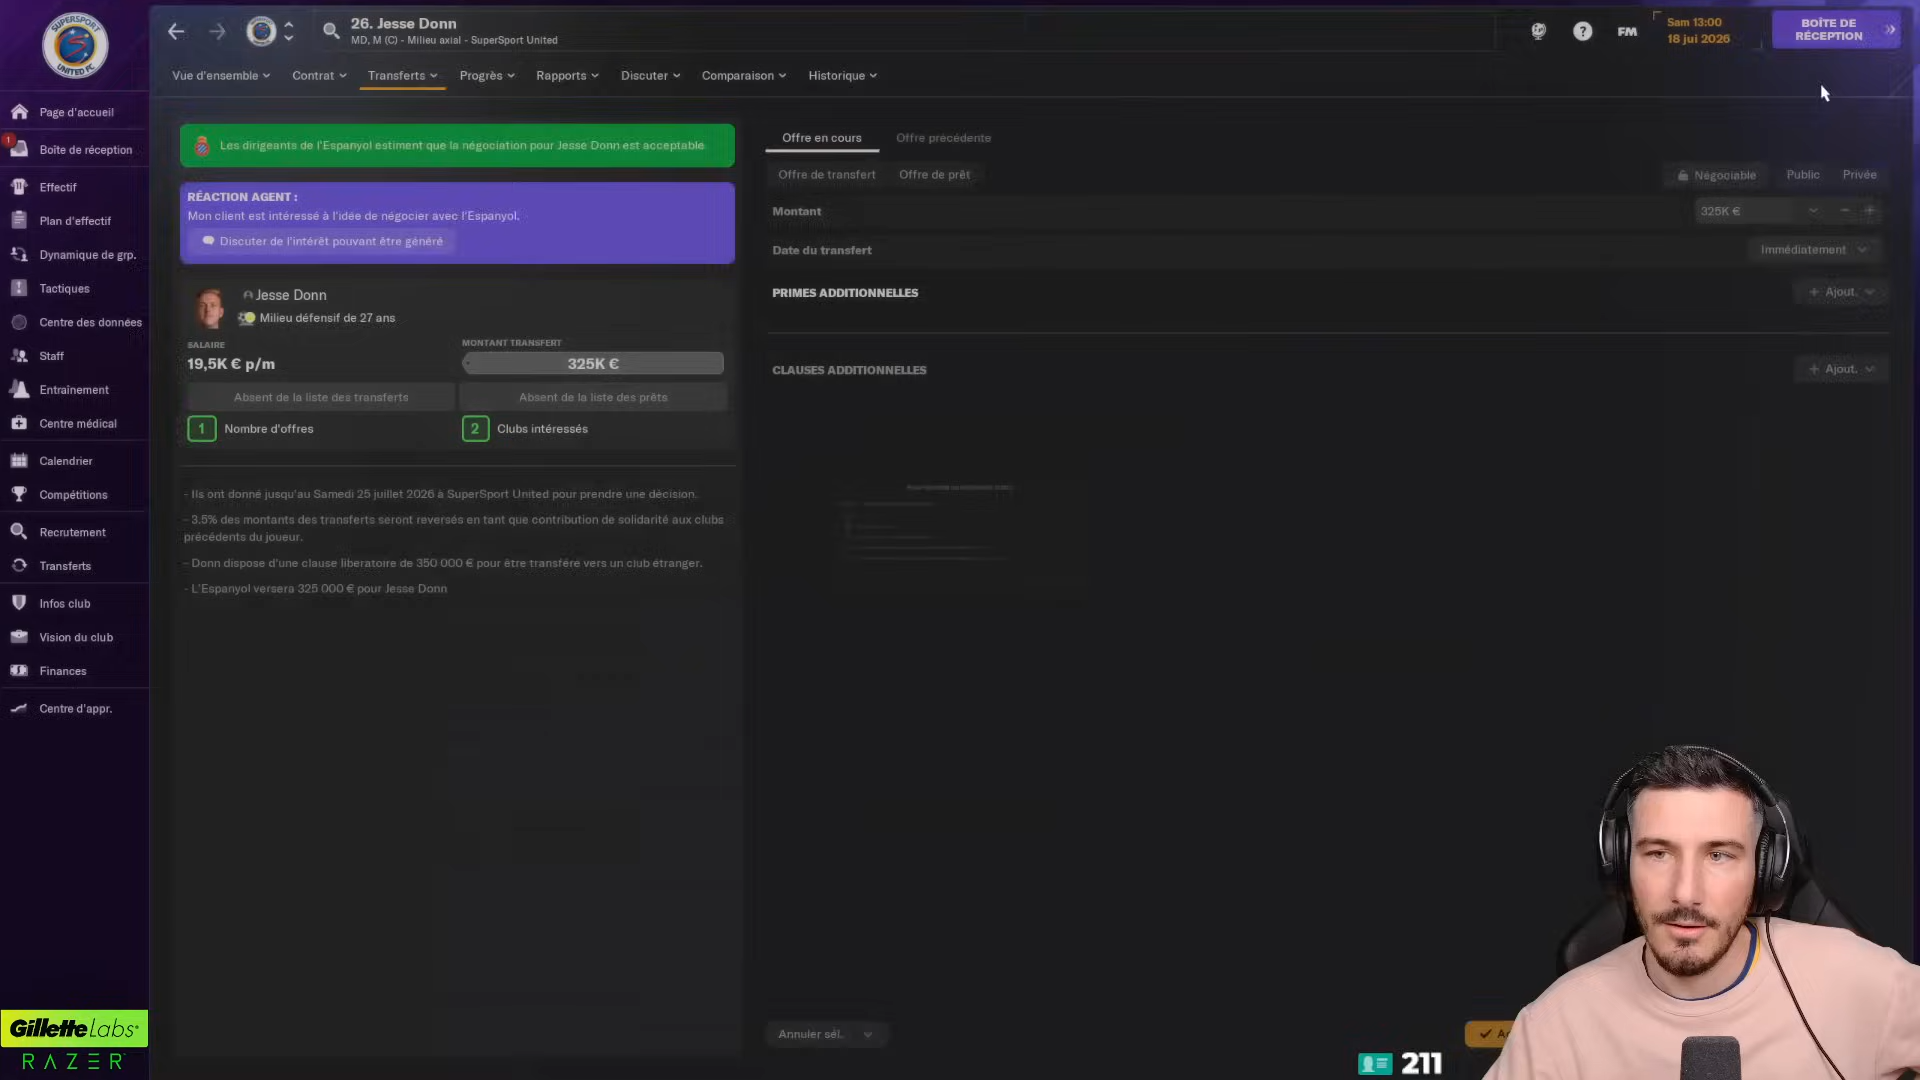 SUPERSPORT
UNITED FC
26. Jesse Donn
MD, M (C) - Milieu axial - SuperSport United
FM
Sam 13:00
18 jui 2026
BOÎTE DE
RÉCEPTION
Vue d'ensemble
Contrat
Transferts
Progrès
Rapports
Discuter
Comparaison
Historique
Page d'accueil
1
Boîte de réception
Effectif
Plan d'effectif
Dynamique de grp.
Tactiques
Centre des données
Staff
Entraînement
Centre médical
Calendrier
Compétitions
Recrutement
Transferts
Infos club
Vision du club
Finances
Centre d'appr.
Les dirigeants de l'Espanyol estiment que la négociation pour Jesse Donn est acceptable
RÉACTION AGENT :
Mon client est intéressé à l'idée de négocier avec l'Espanyol.
Discuter de l'intérêt pouvant être généré
Jesse Donn
Milieu défensif de 27 ans
SALAIRE
19,5K € p/m
MONTANT TRANSFERT
325K €
Absent de la liste des transferts
Absent de la liste des prêts
1 Nombre d'offres
2 Clubs intéressés
- Ils ont donné jusqu'au Samedi 25 juillet 2026 à SuperSport United pour prendre une décision.
- 3.5% des montants des transferts seront reversés en tant que contribution de solidarité aux clubs
précédents du joueur.
- Donn dispose d'une clause libératoire de 350 000 € pour être transféré vers un club étranger.
- L'Espanyol versera 325 000 € pour Jesse Donn
Offre en cours
Offre précédente
Offre de transfert
Offre de prêt
Négociable
Public
Privée
Montant
325K €
Date du transfert
Immédiatement
PRIMES ADDITIONNELLES
+ Ajout.
CLAUSES ADDITIONNELLES
+ Ajout.
Annuler sél.
211
GilletteLabs
RAZER